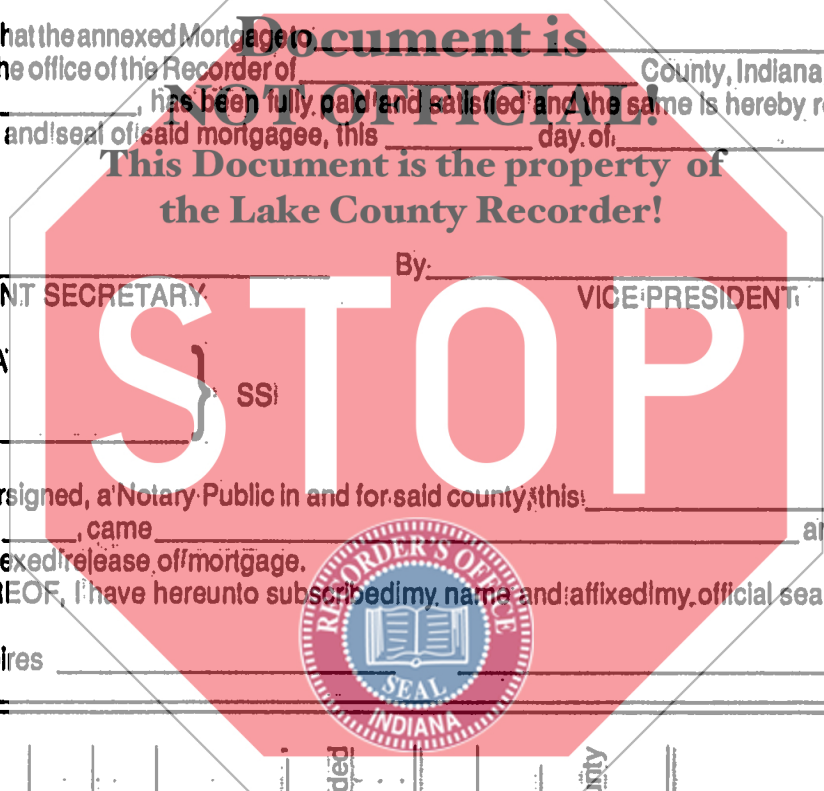 Document is
hat the annexed Mortgage to
he office of the Recorder of County, Indiana
NOT OFFICIAL!
, has been fully paid and satisfied and the same is hereby r
and seal of said mortgagee, this day of
This Document is the property of
the Lake County Recorder!
By:
NT SECRETARY VICE PRESIDENT
STOP
A
} SS
rsigned, a Notary Public in and for said county, this
, came ar
exed release of mortgage.
EOF, I have hereunto subscribed my name and affixed my official sea
ires
RECORDER'S OFFICE
SEAL
INDIANA
ded
nty